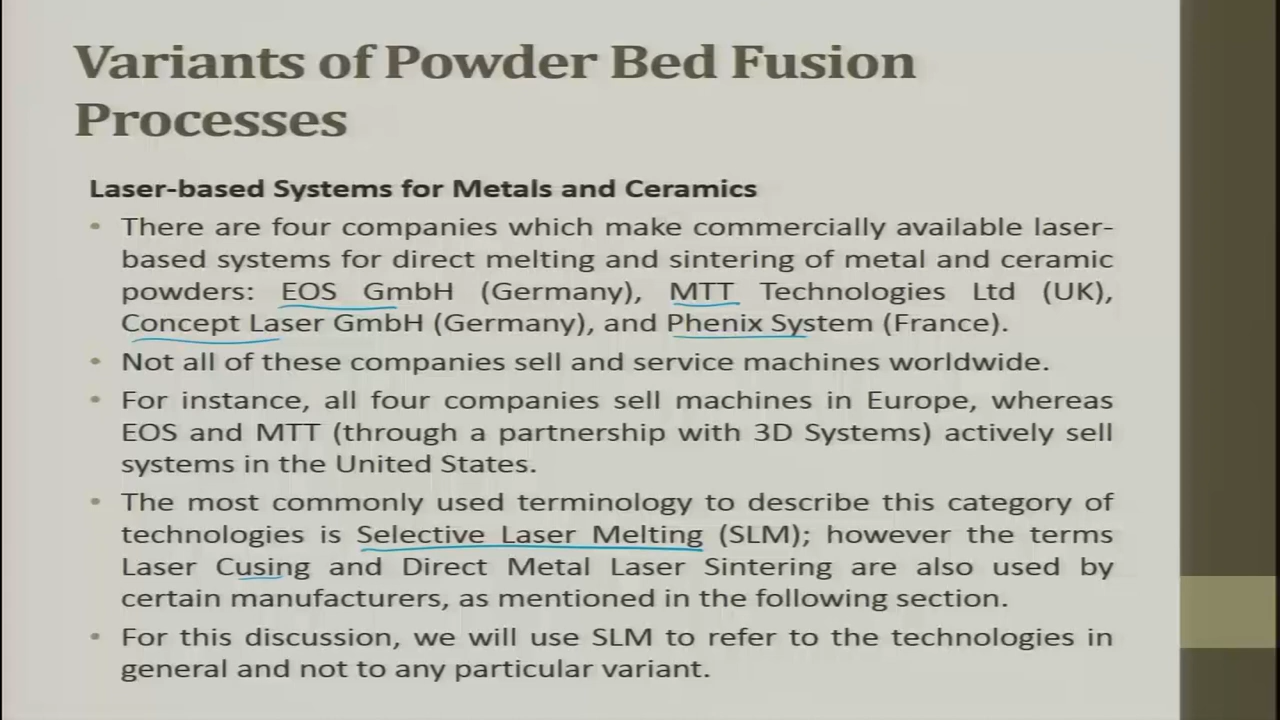 Variants of Powder Bed Fusion
Processes
Laser-based Systems for Metals and Ceramics
• There are four companies which make commercially available laser-
based systems for direct melting and sintering of metal and ceramic
powders: EOS GmbH (Germany), MTT Technologies Ltd (UK),
Concept Laser GmbH (Germany), and Phenix System (France).
• Not all of these companies sell and service machines worldwide.
• For instance, all four companies sell machines in Europe, whereas
EOS and MTT (through a partnership with 3D Systems) actively sell
systems in the United States.
• The most commonly used terminology to describe this category of
technologies is Selective Laser Melting (SLM); however the terms
Laser Cusing and Direct Metal Laser Sintering are also used by
certain manufacturers, as mentioned in the following section.
• For this discussion, we will use SLM to refer to the technologies in
general and not to any particular variant.